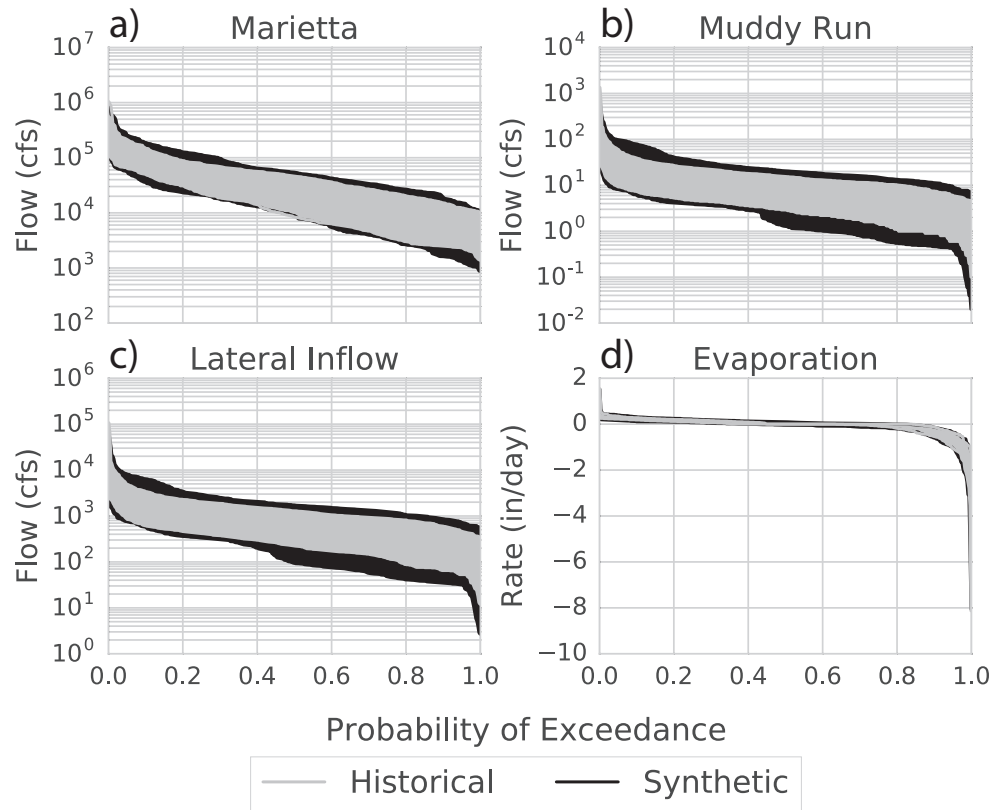 a) Marietta
b) Muddy Run
10^7
10^6
10^5
10^4
10^3
10^2
Flow (cfs)
10^4
10^3
10^2
10^1
10^0
10^-1
10^-2
Flow (cfs)
c) Lateral Inflow
d) Evaporation
10^6
10^5
10^4
10^3
10^2
10^1
10^0
Flow (cfs)
2
0
−2
−4
−6
−8
−10
Rate (in/day)
0.0 0.2 0.4 0.6 0.8 1.0
0.0 0.2 0.4 0.6 0.8 1.0
Probability of Exceedance
Historical Synthetic